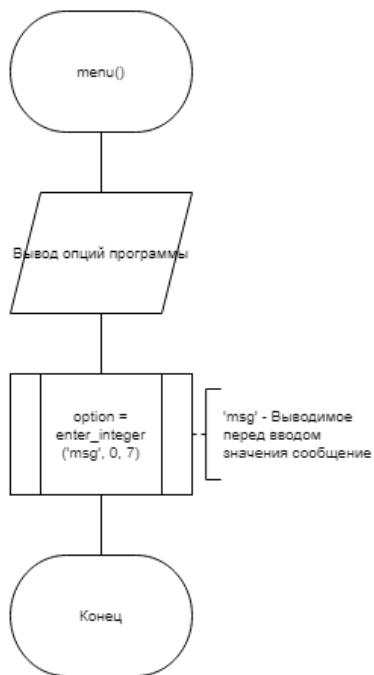 menu()
Вывод опций программы
option =
enter_integer
('msg', 0, 7)
'msg' - Выводимое
перед вводом
значения сообщение
Конец